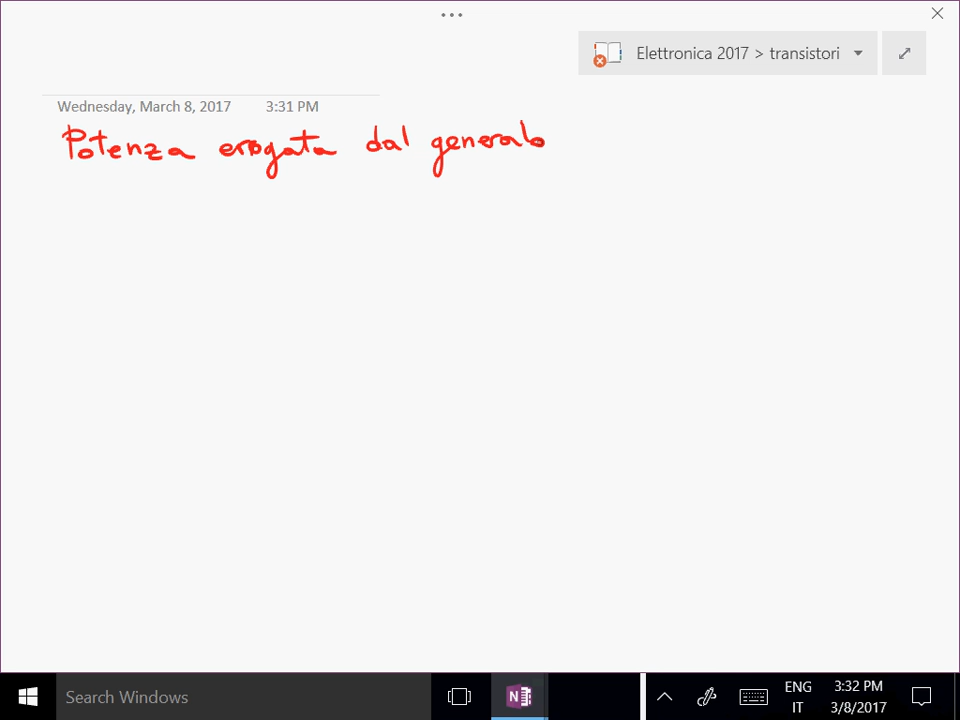 Elettronica 2017 > transistori
Wednesday, March 8, 2017 3:31 PM
Potenza erogata dal generalo
Search Windows
N
ENG
IT
3:32 PM
3/8/2017